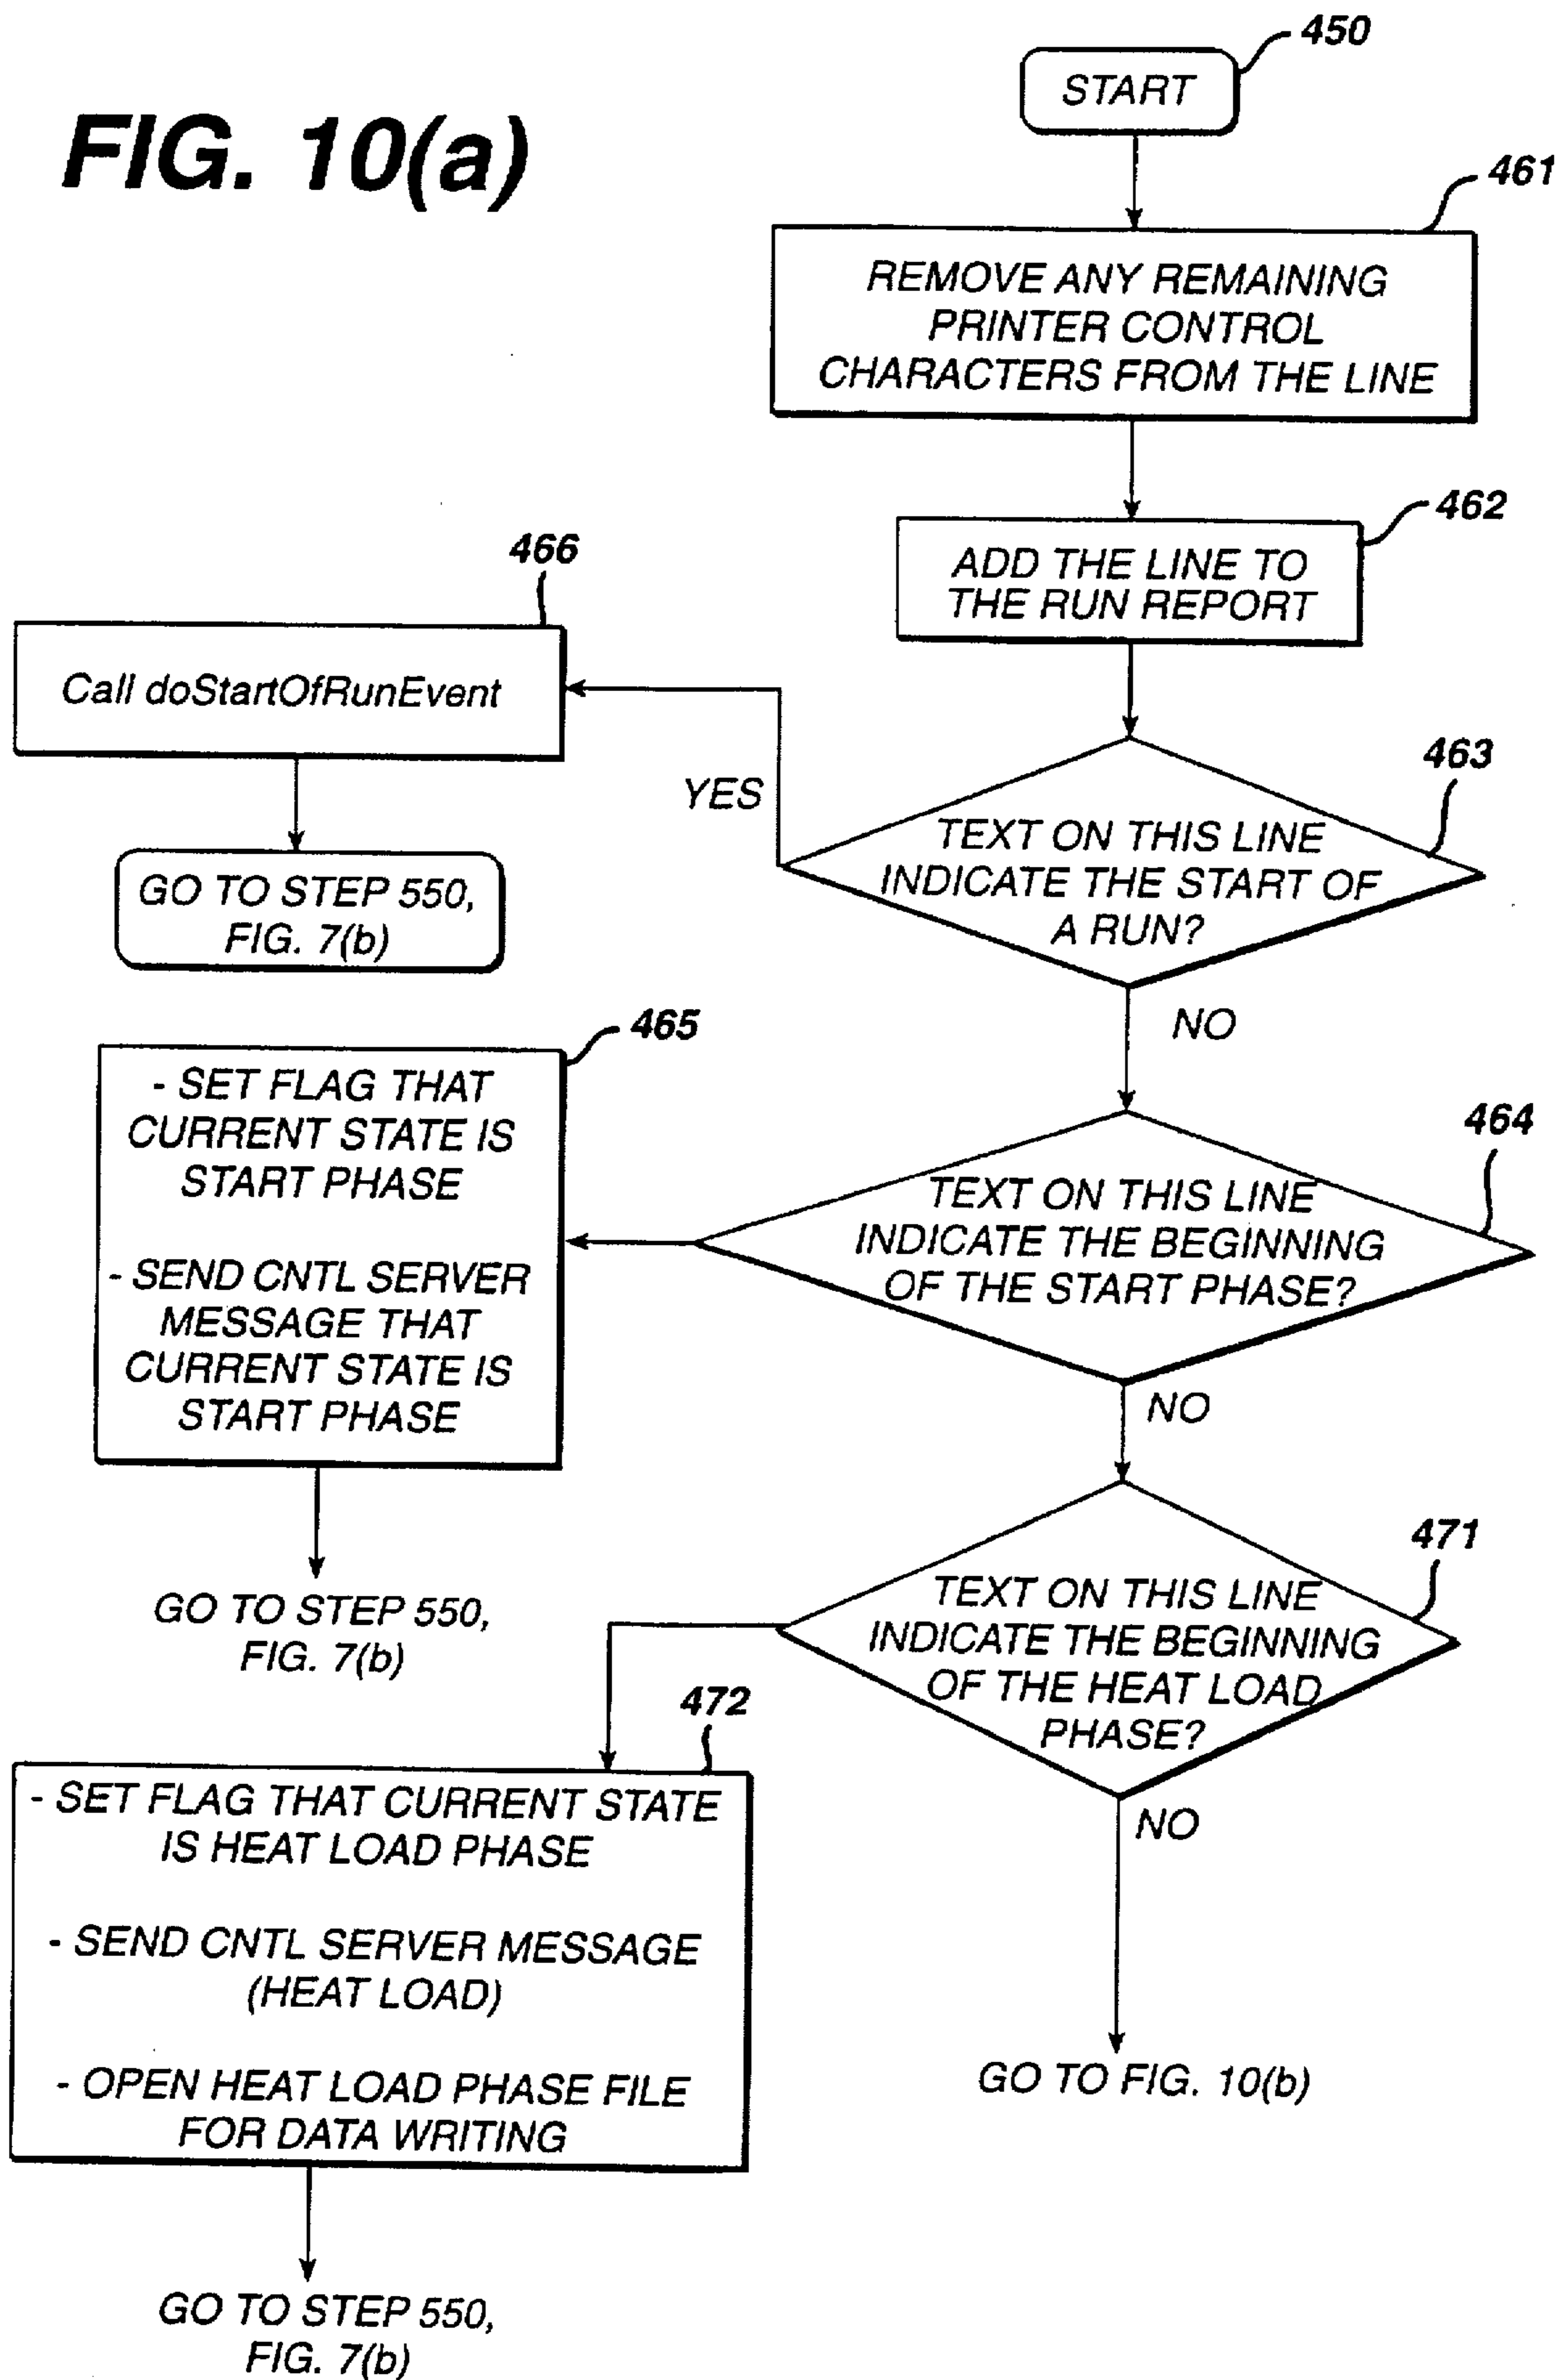 FIG. 10(a)
450
START
461
REMOVE ANY REMAINING
PRINTER CONTROL
CHARACTERS FROM THE LINE
462
ADD THE LINE TO
THE RUN REPORT
466
Call doStartOfRunEvent
YES
463
TEXT ON THIS LINE
INDICATE THE START OF
A RUN?
GO TO STEP 550,
FIG. 7(b)
NO
465
- SET FLAG THAT
CURRENT STATE IS
START PHASE
- SEND CNTL SERVER
MESSAGE THAT
CURRENT STATE IS
START PHASE
464
TEXT ON THIS LINE
INDICATE THE BEGINNING
OF THE START PHASE?
NO
GO TO STEP 550,
FIG. 7(b)
471
TEXT ON THIS LINE
INDICATE THE BEGINNING
OF THE HEAT LOAD
PHASE?
472
- SET FLAG THAT CURRENT STATE
IS HEAT LOAD PHASE
- SEND CNTL SERVER MESSAGE
(HEAT LOAD)
- OPEN HEAT LOAD PHASE FILE
FOR DATA WRITING
NO
GO TO FIG. 10(b)
GO TO STEP 550,
FIG. 7(b)